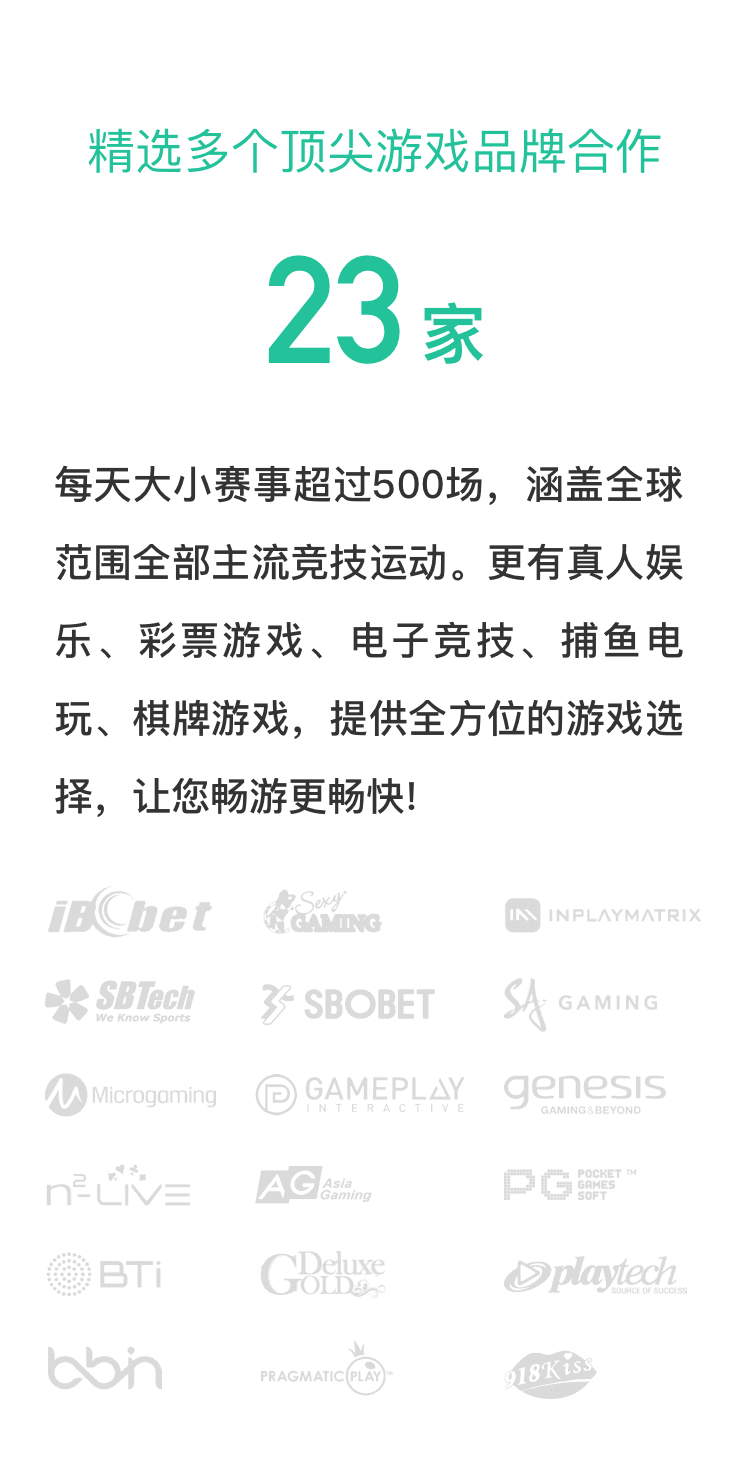 精选多个顶尖游戏品牌合作
23 家
每天大小赛事超过500场，涵盖全球
范围全部主流竞技运动。更有真人娱
乐、彩票游戏、电子竞技、捕鱼电
玩、棋牌游戏，提供全方位的游戏选
择，让您畅游更畅快!
iBCbet
Sexy
GAMING
INPLAYMATRIX
SBTech
We Know Sports
SBOBET
SA GAMING
Microgaming
GAMEPLAY
INTERACTIVE
genesis
GAMING&BEYOND
n2-LIVE
AG Asia
Gaming
PG POCKET
GAMES
SOFT ™
BTi
Deluxe
GOLD
playtech
SOURCE OF SUCCESS
bbin
PRAGMATIC PLAY™
918Kiss